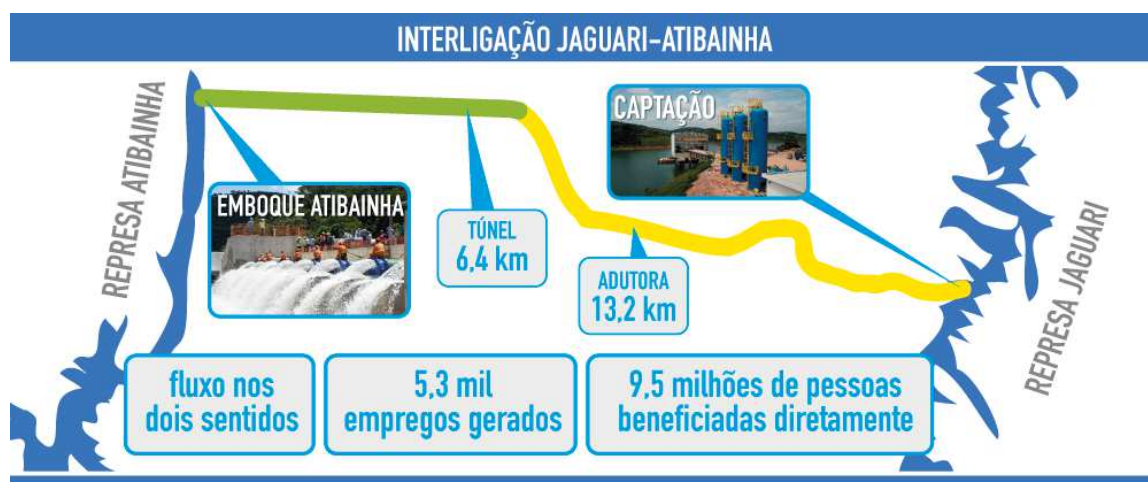 INTERLIGAÇÃO JAGUARI-ATIBAINHA
REPRESA ATIBAINHA
CAPTAÇÃO
EMBOQUE ATIBAINHA
TÚNEL
6,4 km
ADUTORA
13,2 km
REPRESA JAGUARI
fluxo nos
dois sentidos
5,3 mil
empregos gerados
9,5 milhões de pessoas
beneficiadas diretamente